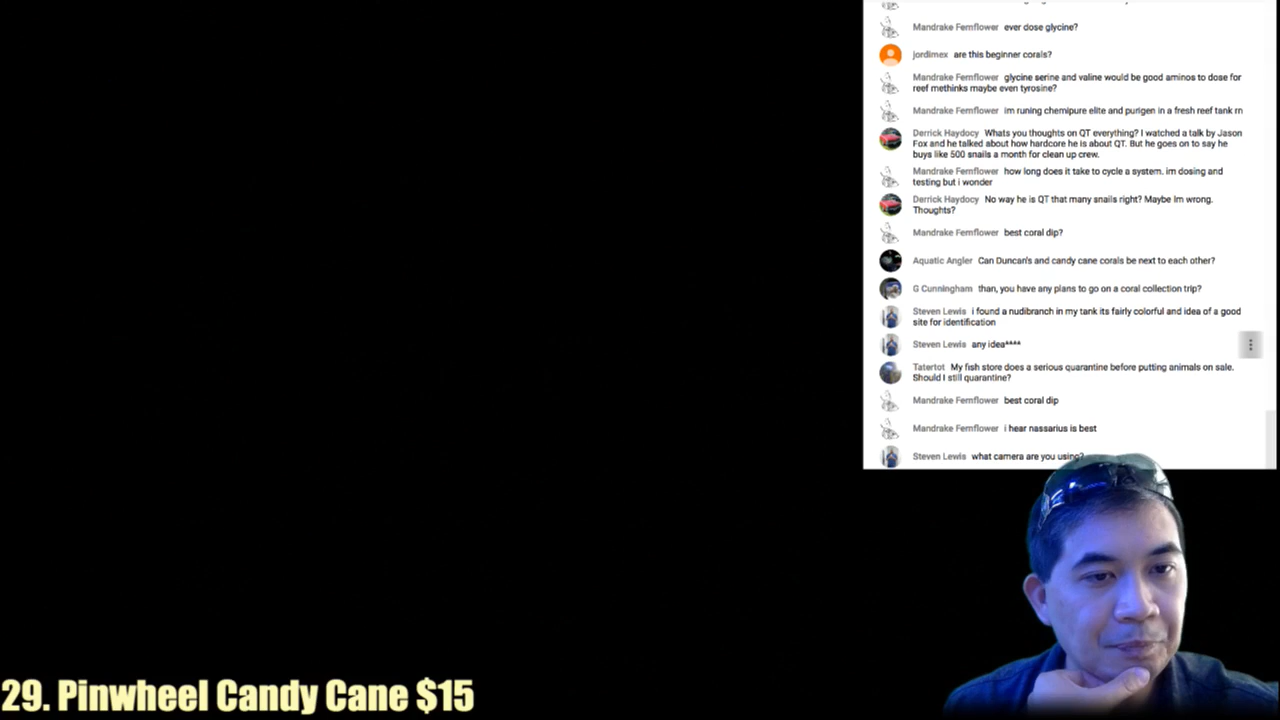 Mandrake Fernflower ever dose glycine?
jordimex are this beginner corals?
Mandrake Fernflower glycine serine and valine would be good aminos to dose for
reef methinks maybe even tyrosine?
Mandrake Fernflower im runing chemipure elite and purigen in a fresh reef tank rn
Derrick Haydocy Whats you thoughts on QT everything? I watched a talk by Jason
Fox and he talked about how hardcore he is about QT. But he goes on to say he
buys like 500 snails a month for clean up crew.
Mandrake Fernflower how long does it take to cycle a system. im dosing and
testing but i wonder
Derrick Haydocy No way he is QT that many snails right? Maybe Im wrong.
Thoughts?
Mandrake Fernflower best coral dip?
Aquatic Angler Can Duncan's and candy cane corals be next to each other?
G Cunningham than, you have any plans to go on a coral collection trip?
Steven Lewis i found a nudibranch in my tank its fairly colorful and idea of a good
site for identification
Steven Lewis any idea****
Tatertot My fish store does a serious quarantine before putting animals on sale.
Should I still quarantine?
Mandrake Fernflower best coral dip
Mandrake Fernflower i hear nassarius is best
Steven Lewis what camera are you using?
29. Pinwheel Candy Cane $15